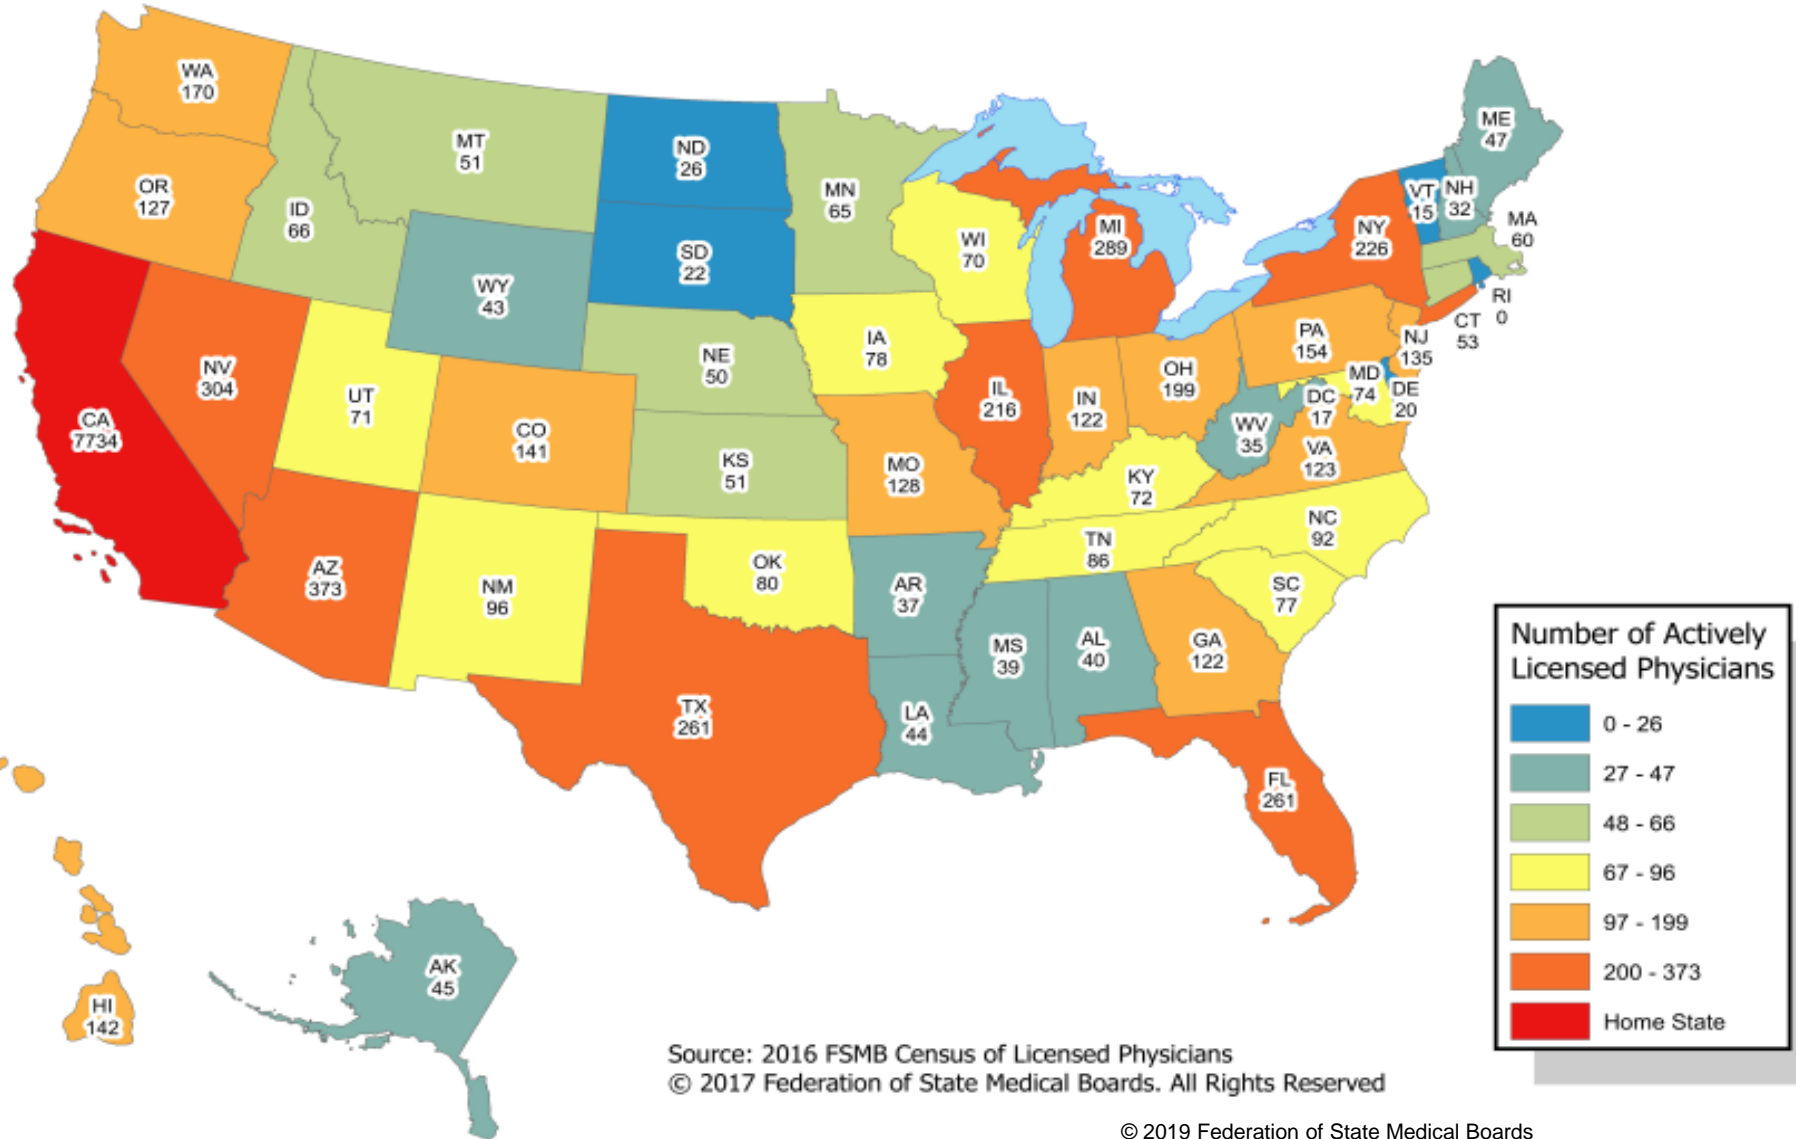 WA
170
OR
127
CA
7734
ID
66
NV
304
MT
51
WY
43
UT
71
AZ
373
CO
141
NM
96
ND
26
SD
22
NE
50
KS
51
OK
80
TX
261
MN
65
IA
78
MO
128
AR
37
LA
44
WI
70
IL
216
MI
289
IN
122
OH
199
KY
72
TN
86
MS
39
AL
40
GA
122
FL
261
SC
77
NC
92
VA
123
WV
35
DC
17
MD
74
DE
20
PA
154
NJ
135
NY
226
CT
53
RI
0
MA
60
VT
15
NH
32
ME
47
HI
142
AK
45
Number of Actively
Licensed Physicians
0 - 26
27 - 47
48 - 66
67 - 96
97 - 199
200 - 373
Home State
Source: 2016 FSMB Census of Licensed Physicians
© 2017 Federation of State Medical Boards. All Rights Reserved
© 2019 Federation of State Medical Boards